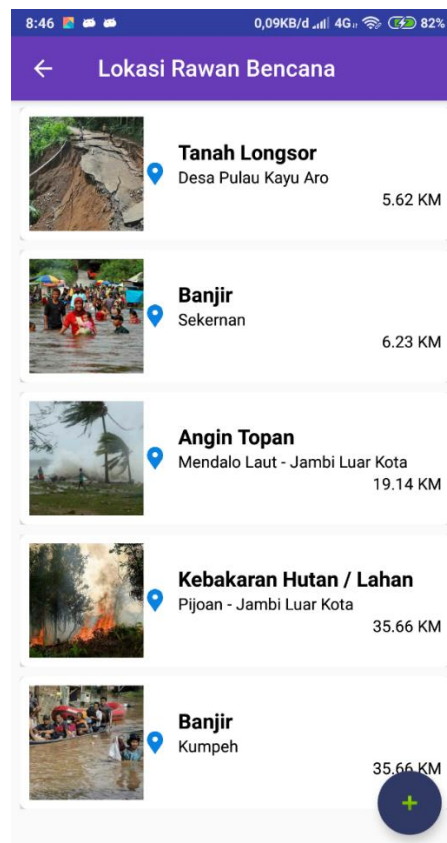 8:46 0,09KB/d 4G 82%
Lokasi Rawan Bencana
Tanah Longsor
Desa Pulau Kayu Aro
5.62 KM
Banjir
Sekernan
6.23 KM
Angin Topan
Mendalo Laut - Jambi Luar Kota
19.14 KM
Kebakaran Hutan / Lahan
Pijoan - Jambi Luar Kota
35.66 KM
Banjir
Kumpeh
35.66 KM
+